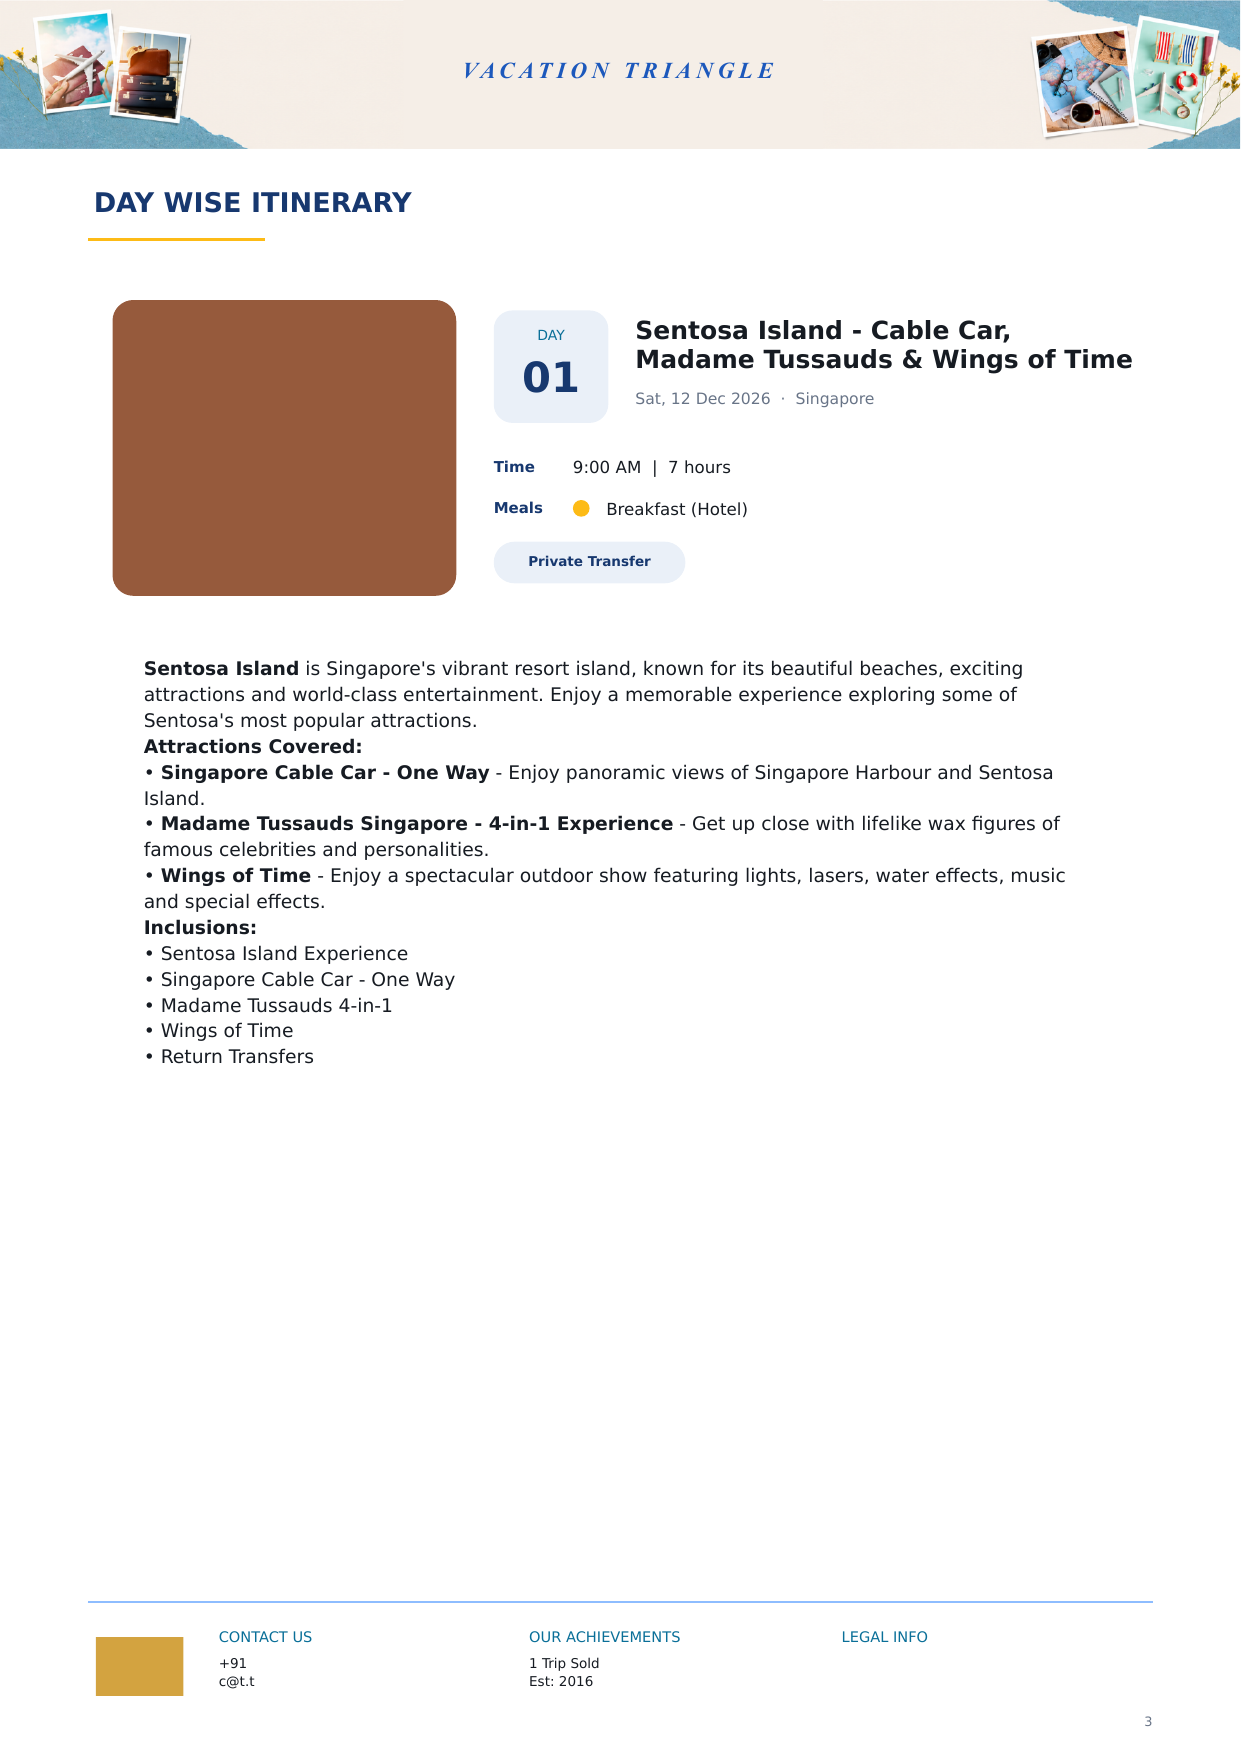 VACATION TRIANGLE
DAY WISE ITINERARY
DAY
01
Sentosa Island - Cable Car,
Madame Tussauds & Wings of Time
Sat, 12 Dec 2026 · Singapore
Time 9:00 AM | 7 hours
Meals Breakfast (Hotel)
Private Transfer
Sentosa Island is Singapore's vibrant resort island, known for its beautiful beaches, exciting
attractions and world-class entertainment. Enjoy a memorable experience exploring some of
Sentosa's most popular attractions.
Attractions Covered:
• Singapore Cable Car - One Way - Enjoy panoramic views of Singapore Harbour and Sentosa
Island.
• Madame Tussauds Singapore - 4-in-1 Experience - Get up close with lifelike wax figures of
famous celebrities and personalities.
• Wings of Time - Enjoy a spectacular outdoor show featuring lights, lasers, water effects, music
and special effects.
Inclusions:
• Sentosa Island Experience
• Singapore Cable Car - One Way
• Madame Tussauds 4-in-1
• Wings of Time
• Return Transfers
CONTACT US
+91
c@t.t
OUR ACHIEVEMENTS
1 Trip Sold
Est: 2016
LEGAL INFO
3